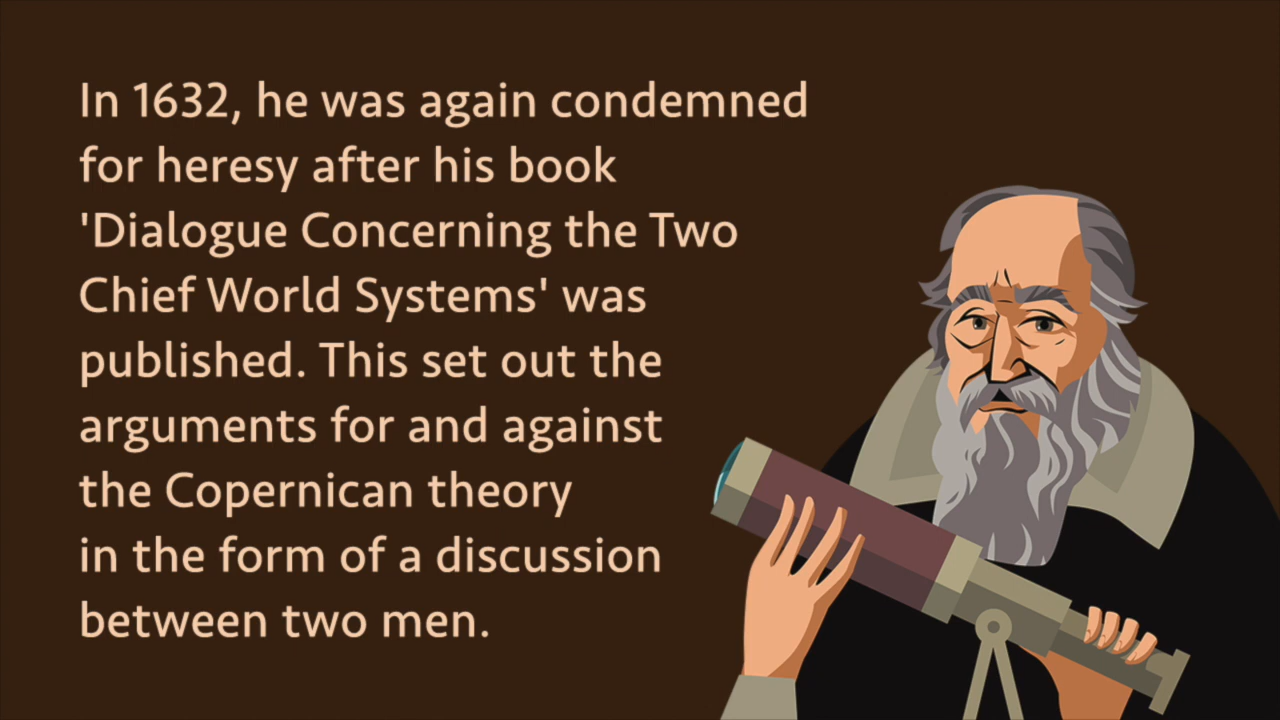 In 1632, he was again condemned
for heresy after his book
'Dialogue Concerning the Two
Chief World Systems' was
published. This set out the
arguments for and against
the Copernican theory
in the form of a discussion
between two men.